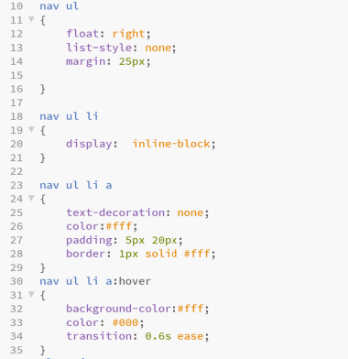 10 nav ul
11 {
12 float: right;
13 list-style: none;
14 margin: 25px;
15
16 }
17
18 nav ul li
19 {
20 display:  inline-block;
21 }
22
23 nav ul li a
24 {
25 text-decoration: none;
26 color:#fff;
27 padding: 5px 20px;
28 border: 1px solid #fff;
29 }
30 nav ul li a:hover
31 {
32 background-color:#fff;
33 color: #000;
34 transition: 0.6s ease;
35 }